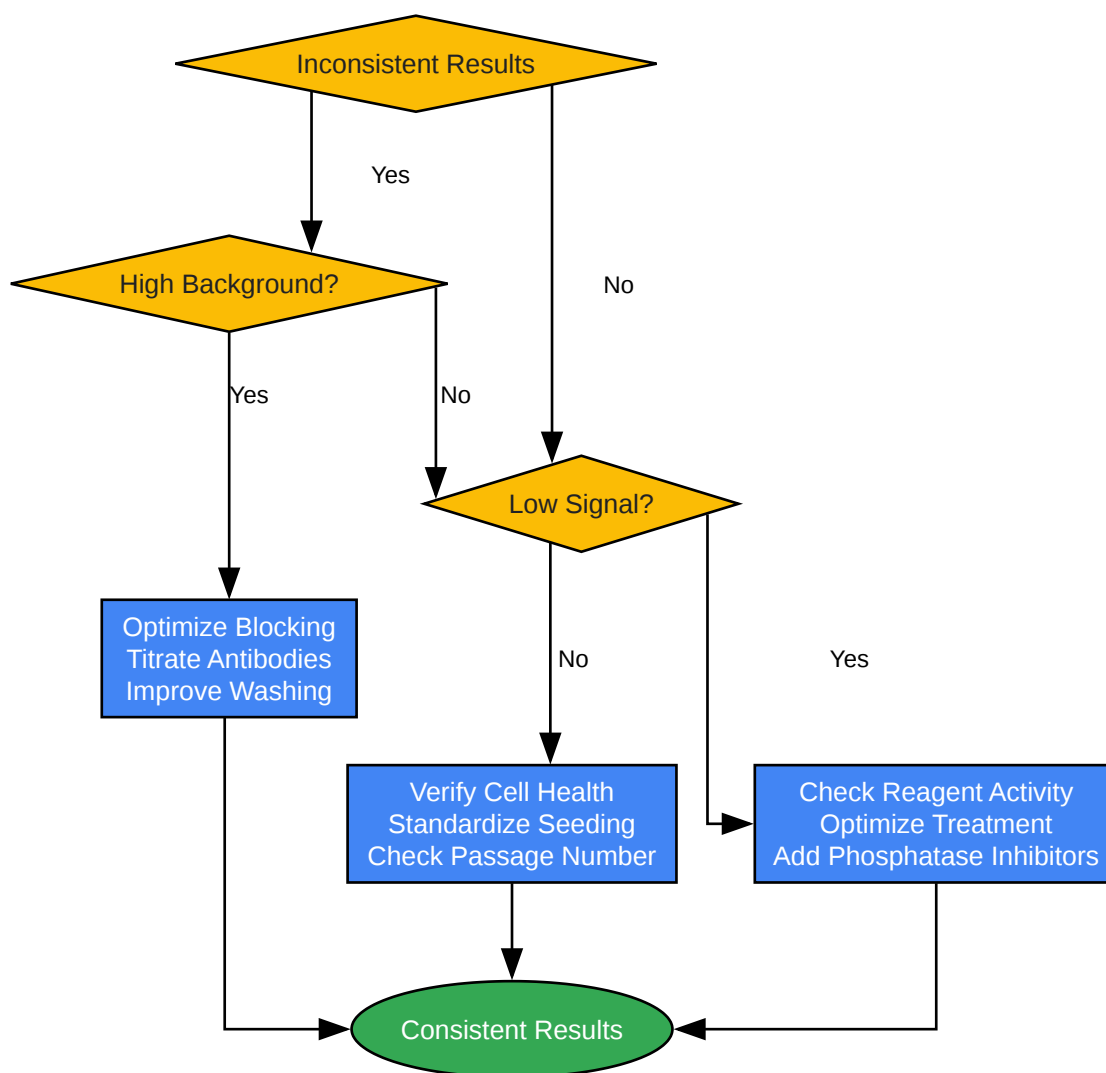 Inconsistent Results
Yes
High Background?
No
Yes
No
Low Signal?
Optimize Blocking
Titrate Antibodies
Improve Washing
No
Yes
Verify Cell Health
Standardize Seeding
Check Passage Number
Check Reagent Activity
Optimize Treatment
Add Phosphatase Inhibitors
Consistent Results